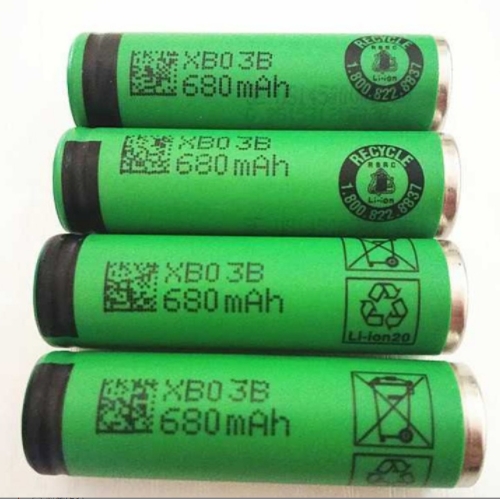 XB0 3B
680mAh
RECYCLE
RBRC
Li-ion
1.800.822.8837
XB0 3B
680mAh
RECYCLE
RBRC
Li-ion
1.800.822.8837
XB0 3B
680mAh
Li-ion20
XB0 3B
680mAh